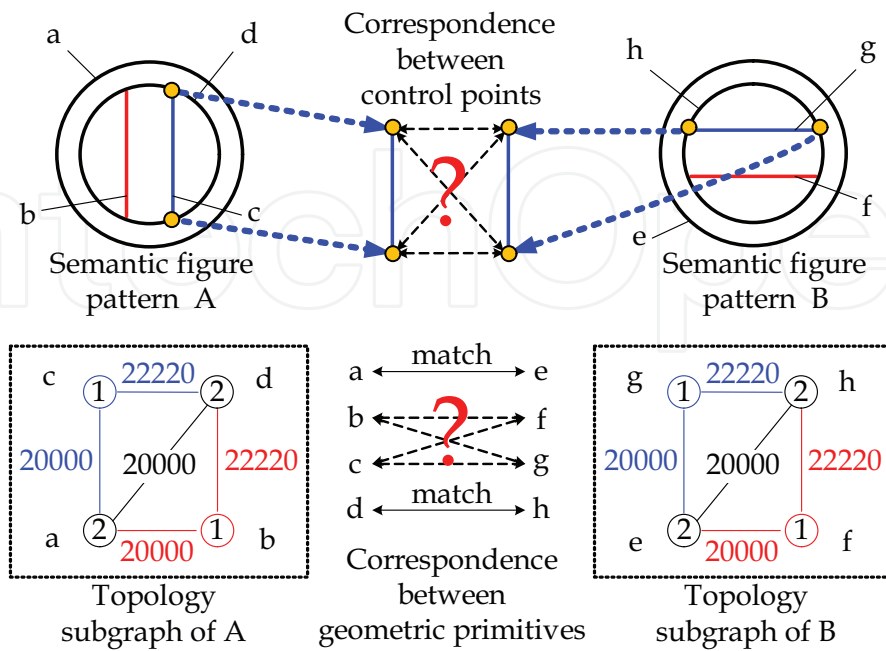 a
d
b
c
Semantic figure
pattern A
Correspondence
between
control points
?
h
g
e
f
Semantic figure
pattern B
c
1
22220
2
d
20000
20000
22220
a
2
20000
1
b
Topology
subgraph of A
a match e
b ? f
c g
d match h
Correspondence
between
geometric primitives
g
1
22220
2
h
20000
20000
22220
e
2
20000
1
f
Topology
subgraph of B